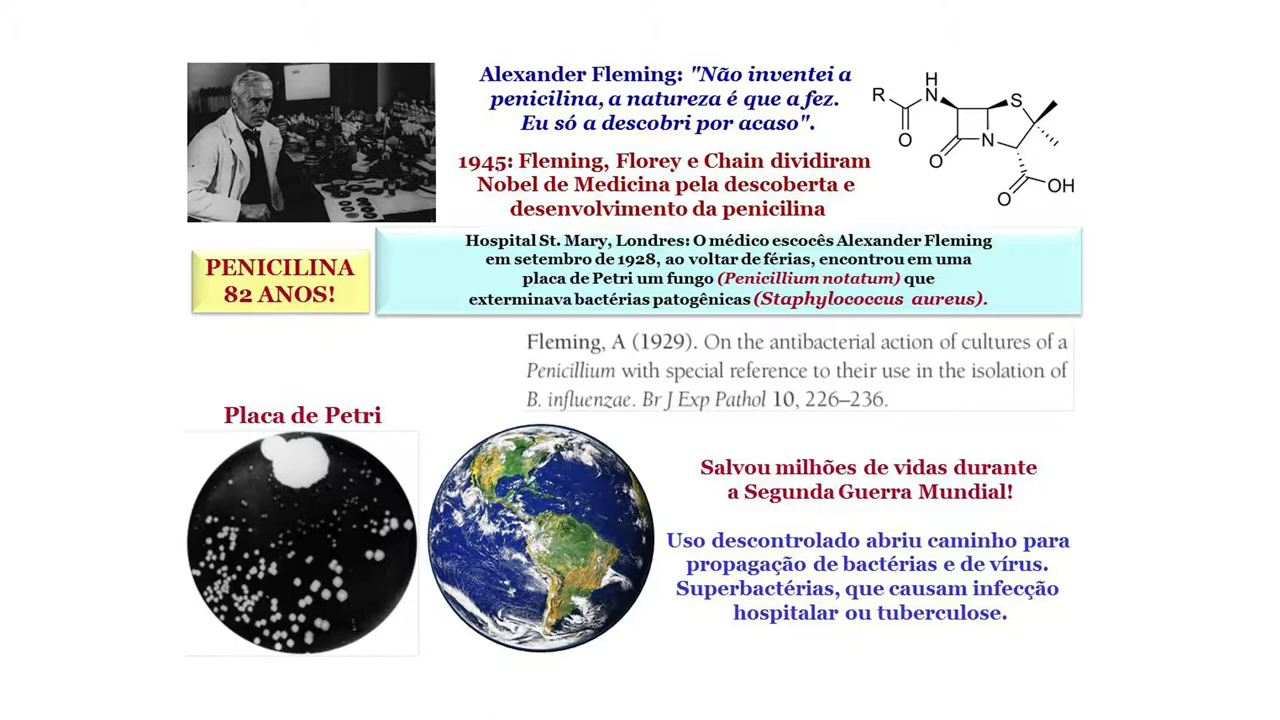 Alexander Fleming: "Não inventei a
penicilina, a natureza é que a fez.
Eu só a descobri por acaso".
1945: Fleming, Florey e Chain dividiram
Nobel de Medicina pela descoberta e
desenvolvimento da penicilina
R
H
N
O
S
O
N
O
OH
PENICILINA
82 ANOS!
Hospital St. Mary, Londres: O médico escocês Alexander Fleming
em setembro de 1928, ao voltar de férias, encontrou em uma
placa de Petri um fungo (Penicillium notatum) que
exterminava bactérias patogênicas (Staphylococcus aureus).
Fleming, A (1929). On the antibacterial action of cultures of a
Penicillium with special reference to their use in the isolation of
B. influenzae. Br J Exp Pathol 10, 226–236.
Placa de Petri
Salvou milhões de vidas durante
a Segunda Guerra Mundial!
Uso descontrolado abriu caminho para
propagação de bactérias e de vírus.
Superbactérias, que causam infecção
hospitalar ou tuberculose.